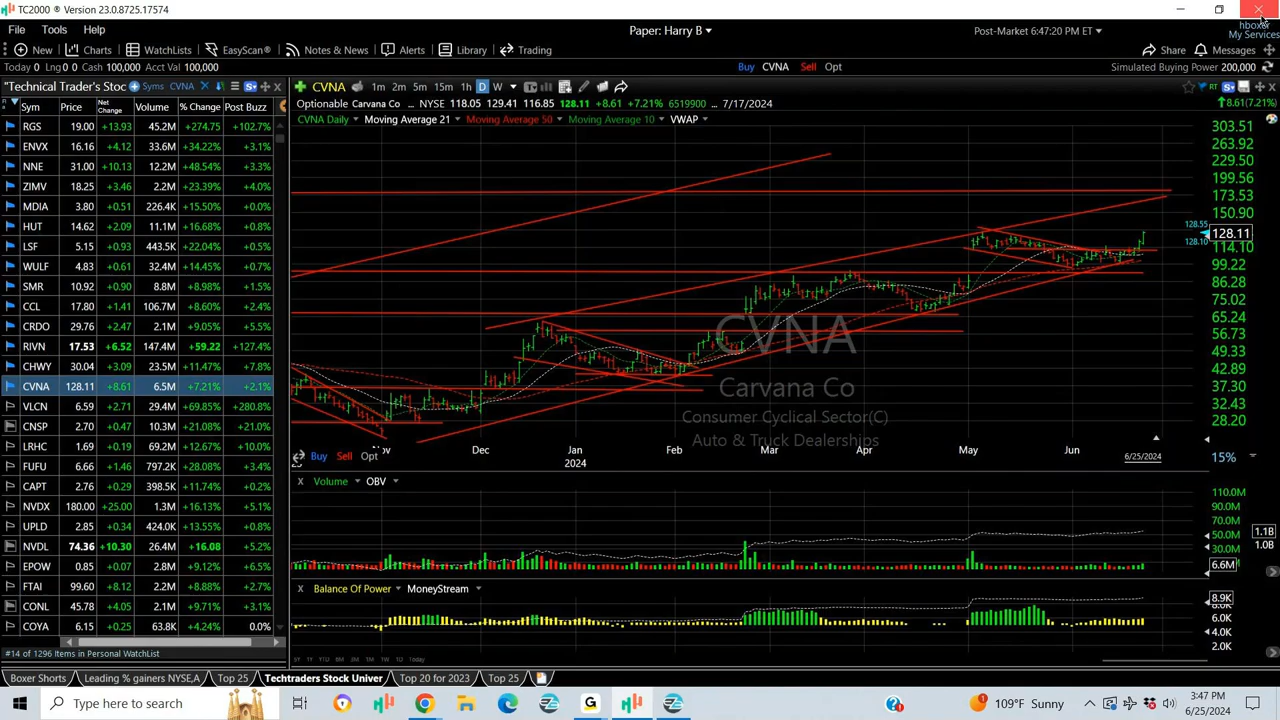 TC2000 ® Version 23.0.8725.17574
File Tools Help Paper: Harry B Post-Market 6:47:20 PM ET
My Services
New Charts WatchLists EasyScan® Notes & News Alerts Library Trading Share Messages
Today 0 Lng0 0 Cash 100,000 Acct Val 100,000 Buy CVNA Sell Opt Simulated Buying Power 200,000
"Technical Trader's Stoc Syms CVNA CVNA 1m 2m 5m 15m 1h D W RT
Sym Price Net Change Volume % Change Post Buzz
Optionable Carvana Co ... NYSE 118.05 129.41 116.85 128.11 +8.61 +7.21% 6519900 ... 7/17/2024 8.61(7.21%)
CVNA Daily Moving Average 21 Moving Average 50 Moving Average 10 VWAP
RGS 19.00 +13.93 45.2M +274.75 +102.7%
ENVX 16.16 +4.12 33.6M +34.22% +3.1%
NNE 31.00 +10.13 12.2M +48.54% +3.3%
ZIMV 18.25 +3.46 2.2M +23.39% +4.0%
MDIA 3.80 +0.51 226.4K +15.50% +0.0%
HUT 14.62 +2.09 11.1M +16.68% +0.8%
LSF 5.15 +0.93 443.5K +22.04% +0.5%
WULF 4.83 +0.61 32.4M +14.45% +0.7%
SMR 10.92 +0.90 8.8M +8.98% +1.5%
CCL 17.80 +1.41 106.7M +8.60% +2.4%
CRDO 29.76 +2.47 2.1M +9.05% +5.5%
RIVN 17.53 +6.52 147.4M +59.22 +127.4%
CHWY 30.04 +3.09 23.5M +11.47% +7.8%
CVNA 128.11 +8.61 6.5M +7.21% +2.1%
VLCN 6.59 +2.71 29.4M +69.85% +280.8%
CNSP 2.70 +0.47 10.3M +21.08% +21.0%
LRHC 1.69 +0.19 69.2M +12.67% +10.0%
FUFU 6.66 +1.46 797.2K +28.08% +3.4%
CAPT 2.76 +0.29 398.5K +11.74% +0.2%
NVDX 180.00 +25.00 1.3M +16.13% +5.1%
UPLD 2.85 +0.34 424.0K +13.55% +0.8%
NVDL 74.36 +10.30 26.4M +16.08 +5.2%
EPOW 0.85 +0.07 2.8M +9.12% +6.5%
FTAI 99.60 +8.12 2.2M +8.88% +2.7%
CONL 45.78 +4.05 2.1M +9.71% +3.1%
COYA 6.15 +0.25 63.8K +4.24% 0.0%
#14 of 1296 Items in Personal WatchList
303.51
263.92
229.50
199.56
173.53
150.90
128.55
128.11
128.10
114.10
99.22
86.28
75.02
65.24
56.73
49.33
42.89
37.30
32.43
28.20
CVNA
Carvana Co
Consumer Cyclical Sector(C)
Auto & Truck Dealerships
Dec Jan Feb Mar Apr May Jun
2024 6/25/2024
Buy Sell Opt 15%
X Volume OBV
110.0M
90.0M
70.0M
50.0M
30.0M
1.1B
1.0B
6.6M
X Balance Of Power MoneyStream
8.9K
8.0K
6.0K
4.0K
2.0K
Boxer Shorts Leading % gainers NYSE,A Top 25 Techtraders Stock Univer Top 20 for 2023 Top 25
Type here to search 109°F Sunny 3:47 PM
6/25/2024